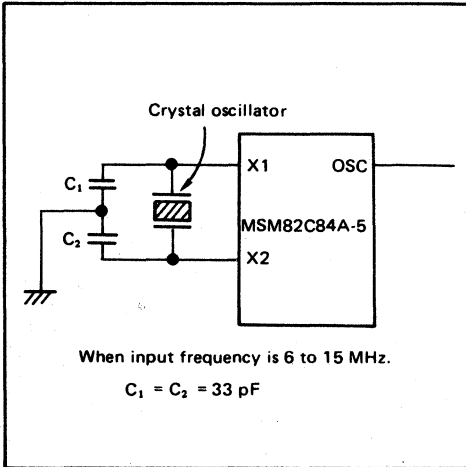 Crystal oscillator
X1
OSC
C₁
MSM82C84A-5
C₂
X2
When input frequency is 6 to 15 MHz.
C₁ = C₂ = 33 pF